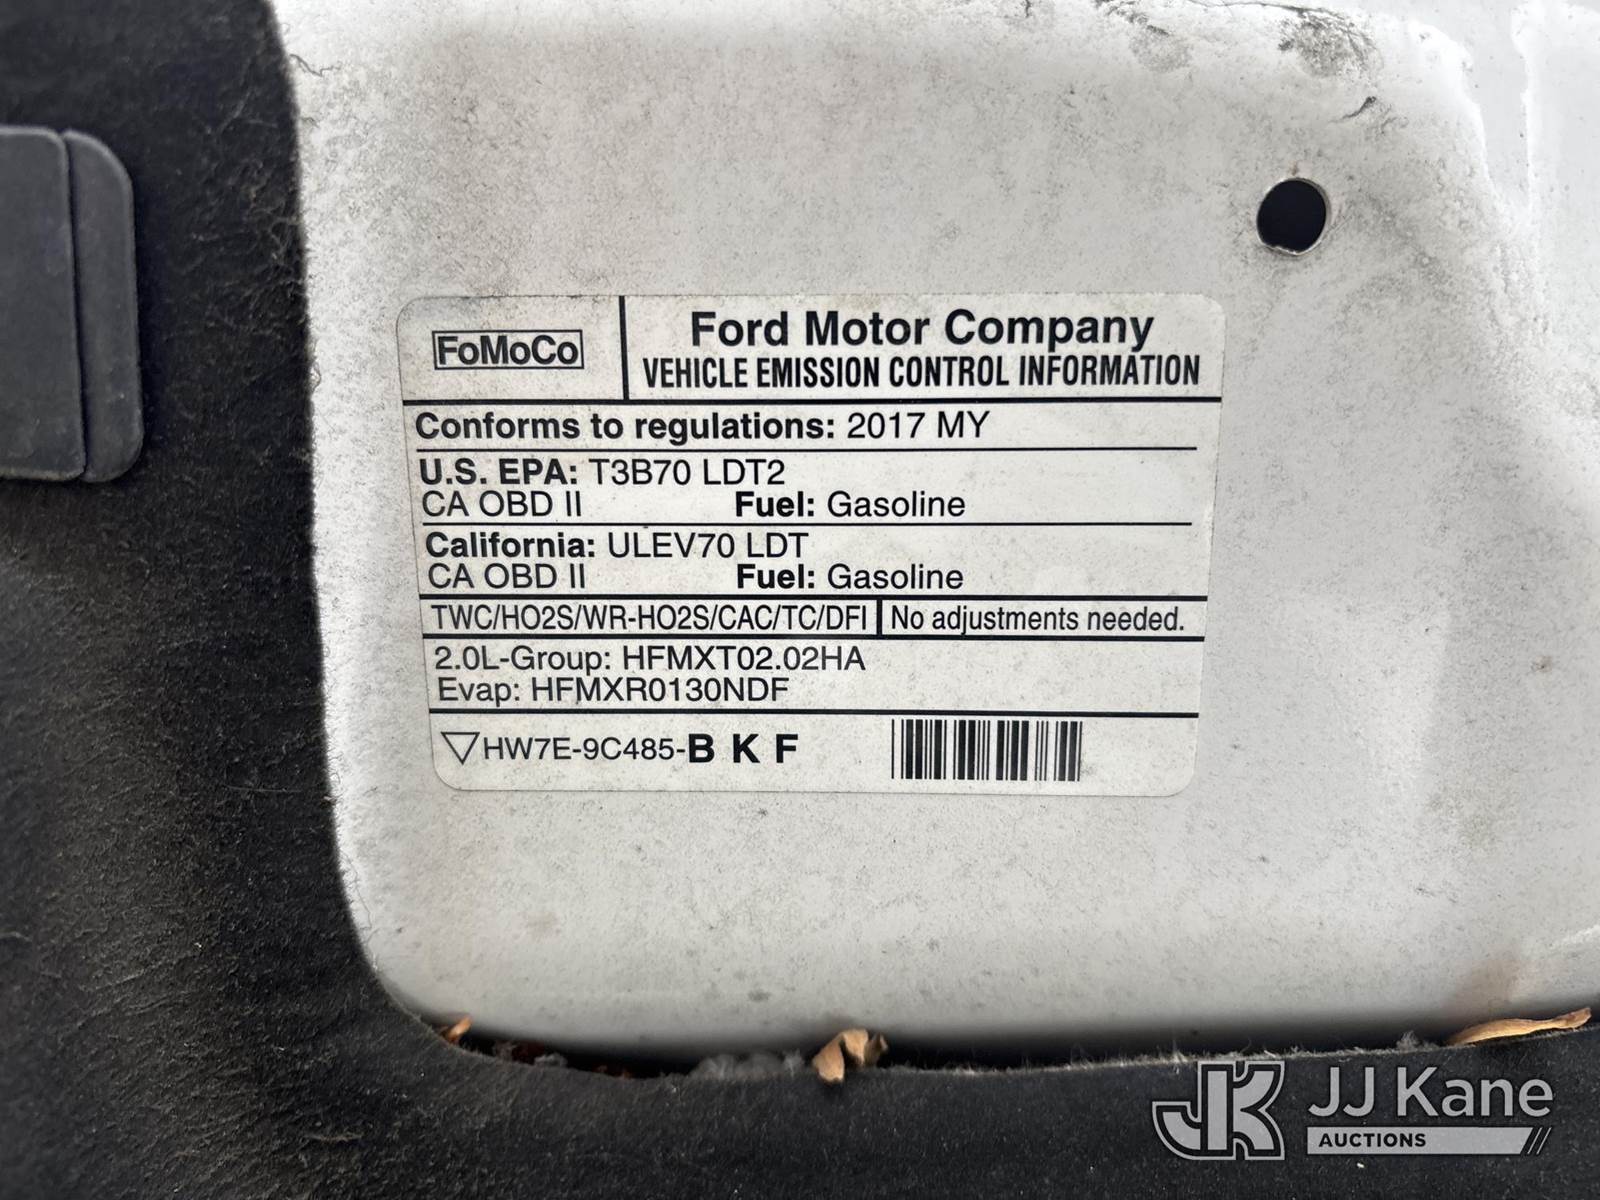 FoMoCo
Ford Motor Company
VEHICLE EMISSION CONTROL INFORMATION
Conforms to regulations: 2017 MY
U.S. EPA: T3B70 LDT2
CA OBD II Fuel: Gasoline
California: ULEV70 LDT
CA OBD II Fuel: Gasoline
TWC/HO2S/WR-HO2S/CAC/TC/DFI No adjustments needed.
2.0L-Group: HFMXT02.02HA
Evap: HFMXR0130NDF
HW7E-9C485-B K F
JK JJ Kane
AUCTIONS